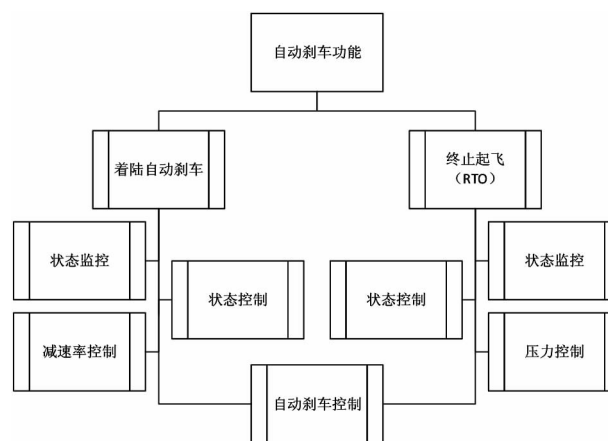 自动刹车功能
着陆自动刹车
终止起飞
（RTO）
状态监控
状态监控
状态控制
状态控制
减速率控制
压力控制
自动刹车控制